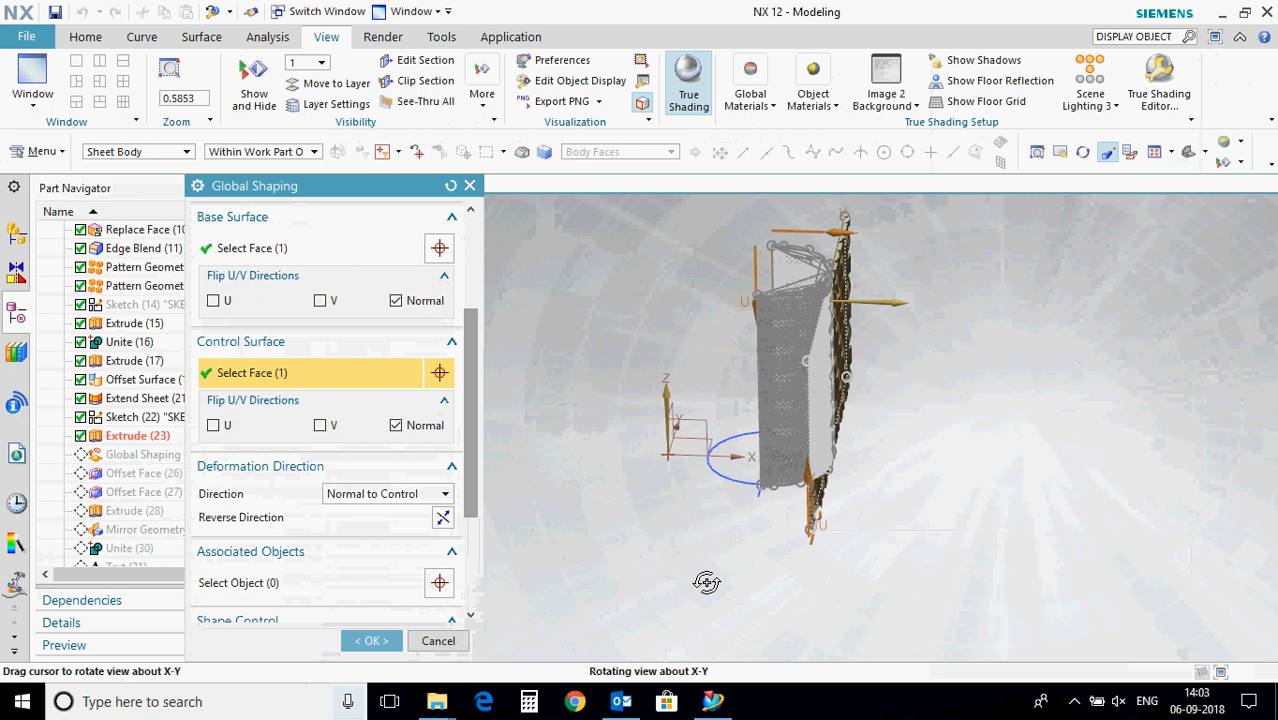 NX Switch Window Window NX 12 - Modeling SIEMENS
File Home Curve Surface Analysis View Render Tools Application DISPLAY OBJECT
Window 0.5853 Show and Hide 1 Move to Layer Layer Settings Edit Section Clip Section See-Thru All More Preferences Edit Object Display PNG Export PNG True Shading Global Materials Object Materials Image 2 Background Show Shadows Show Floor Reflection Show Floor Grid Scene Lighting 3 True Shading Editor...
Window Zoom Visibility Visualization True Shading Setup
Menu Sheet Body Within Work Part O Body Faces
Part Navigator
Name
Replace Face (10
Edge Blend (11)
Pattern Geomet
Pattern Geomet
Sketch (14) "SKE
Extrude (15)
Unite (16)
Extrude (17)
Offset Surface (
Extend Sheet (21
Sketch (22) "SKE
Extrude (23)
Global Shaping
Offset Face (26)
Offset Face (27)
Extrude (28)
Mirror Geometr
Unite (30)
Dependencies
Details
Preview
Global Shaping
Base Surface
Select Face (1)
Flip U/V Directions
U V Normal
Control Surface
Select Face (1)
Flip U/V Directions
U V Normal
Deformation Direction
Direction Normal to Control
Reverse Direction
Associated Objects
Select Object (0)
Shape Control
< OK > Cancel
U
Z
Y
X
U
Drag cursor to rotate view about X-Y Rotating view about X-Y
Type here to search ENG 14:03
06-09-2018